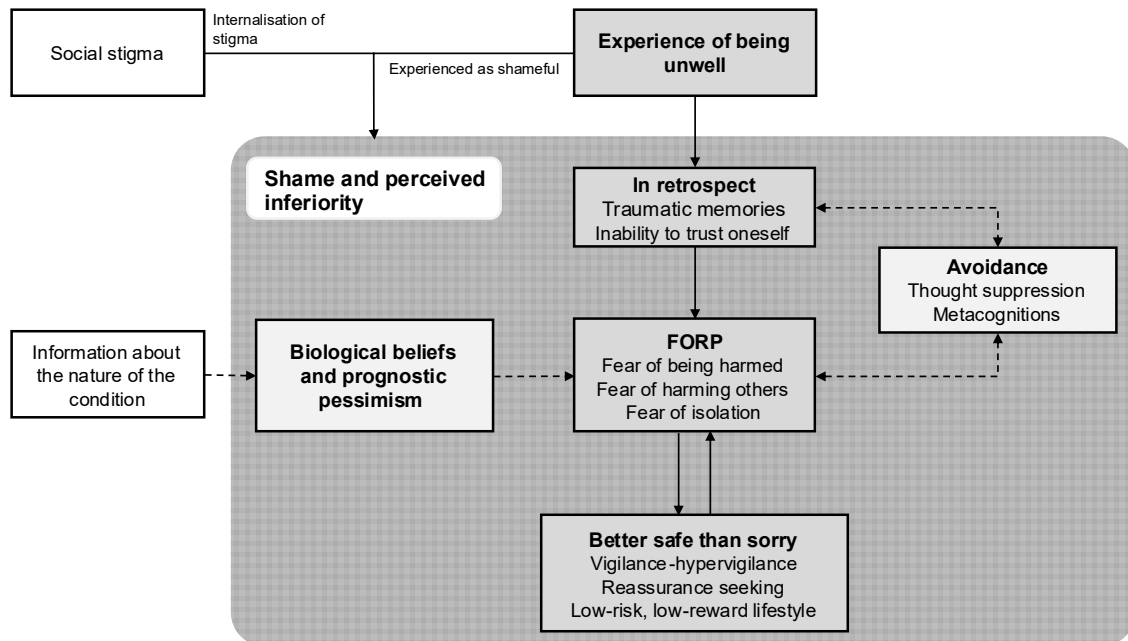 Social stigma
Internalisation of
stigma
Experienced as shameful
Experience of being
unwell
Shame and perceived
inferiority
In retrospect
Traumatic memories
Inability to trust oneself
Avoidance
Thought suppression
Metacognitions
Information about
the nature of the
condition
Biological beliefs
and prognostic
pessimism
FORP
Fear of being harmed
Fear of harming others
Fear of isolation
Better safe than sorry
Vigilance-hypervigilance
Reassurance seeking
Low-risk, low-reward lifestyle